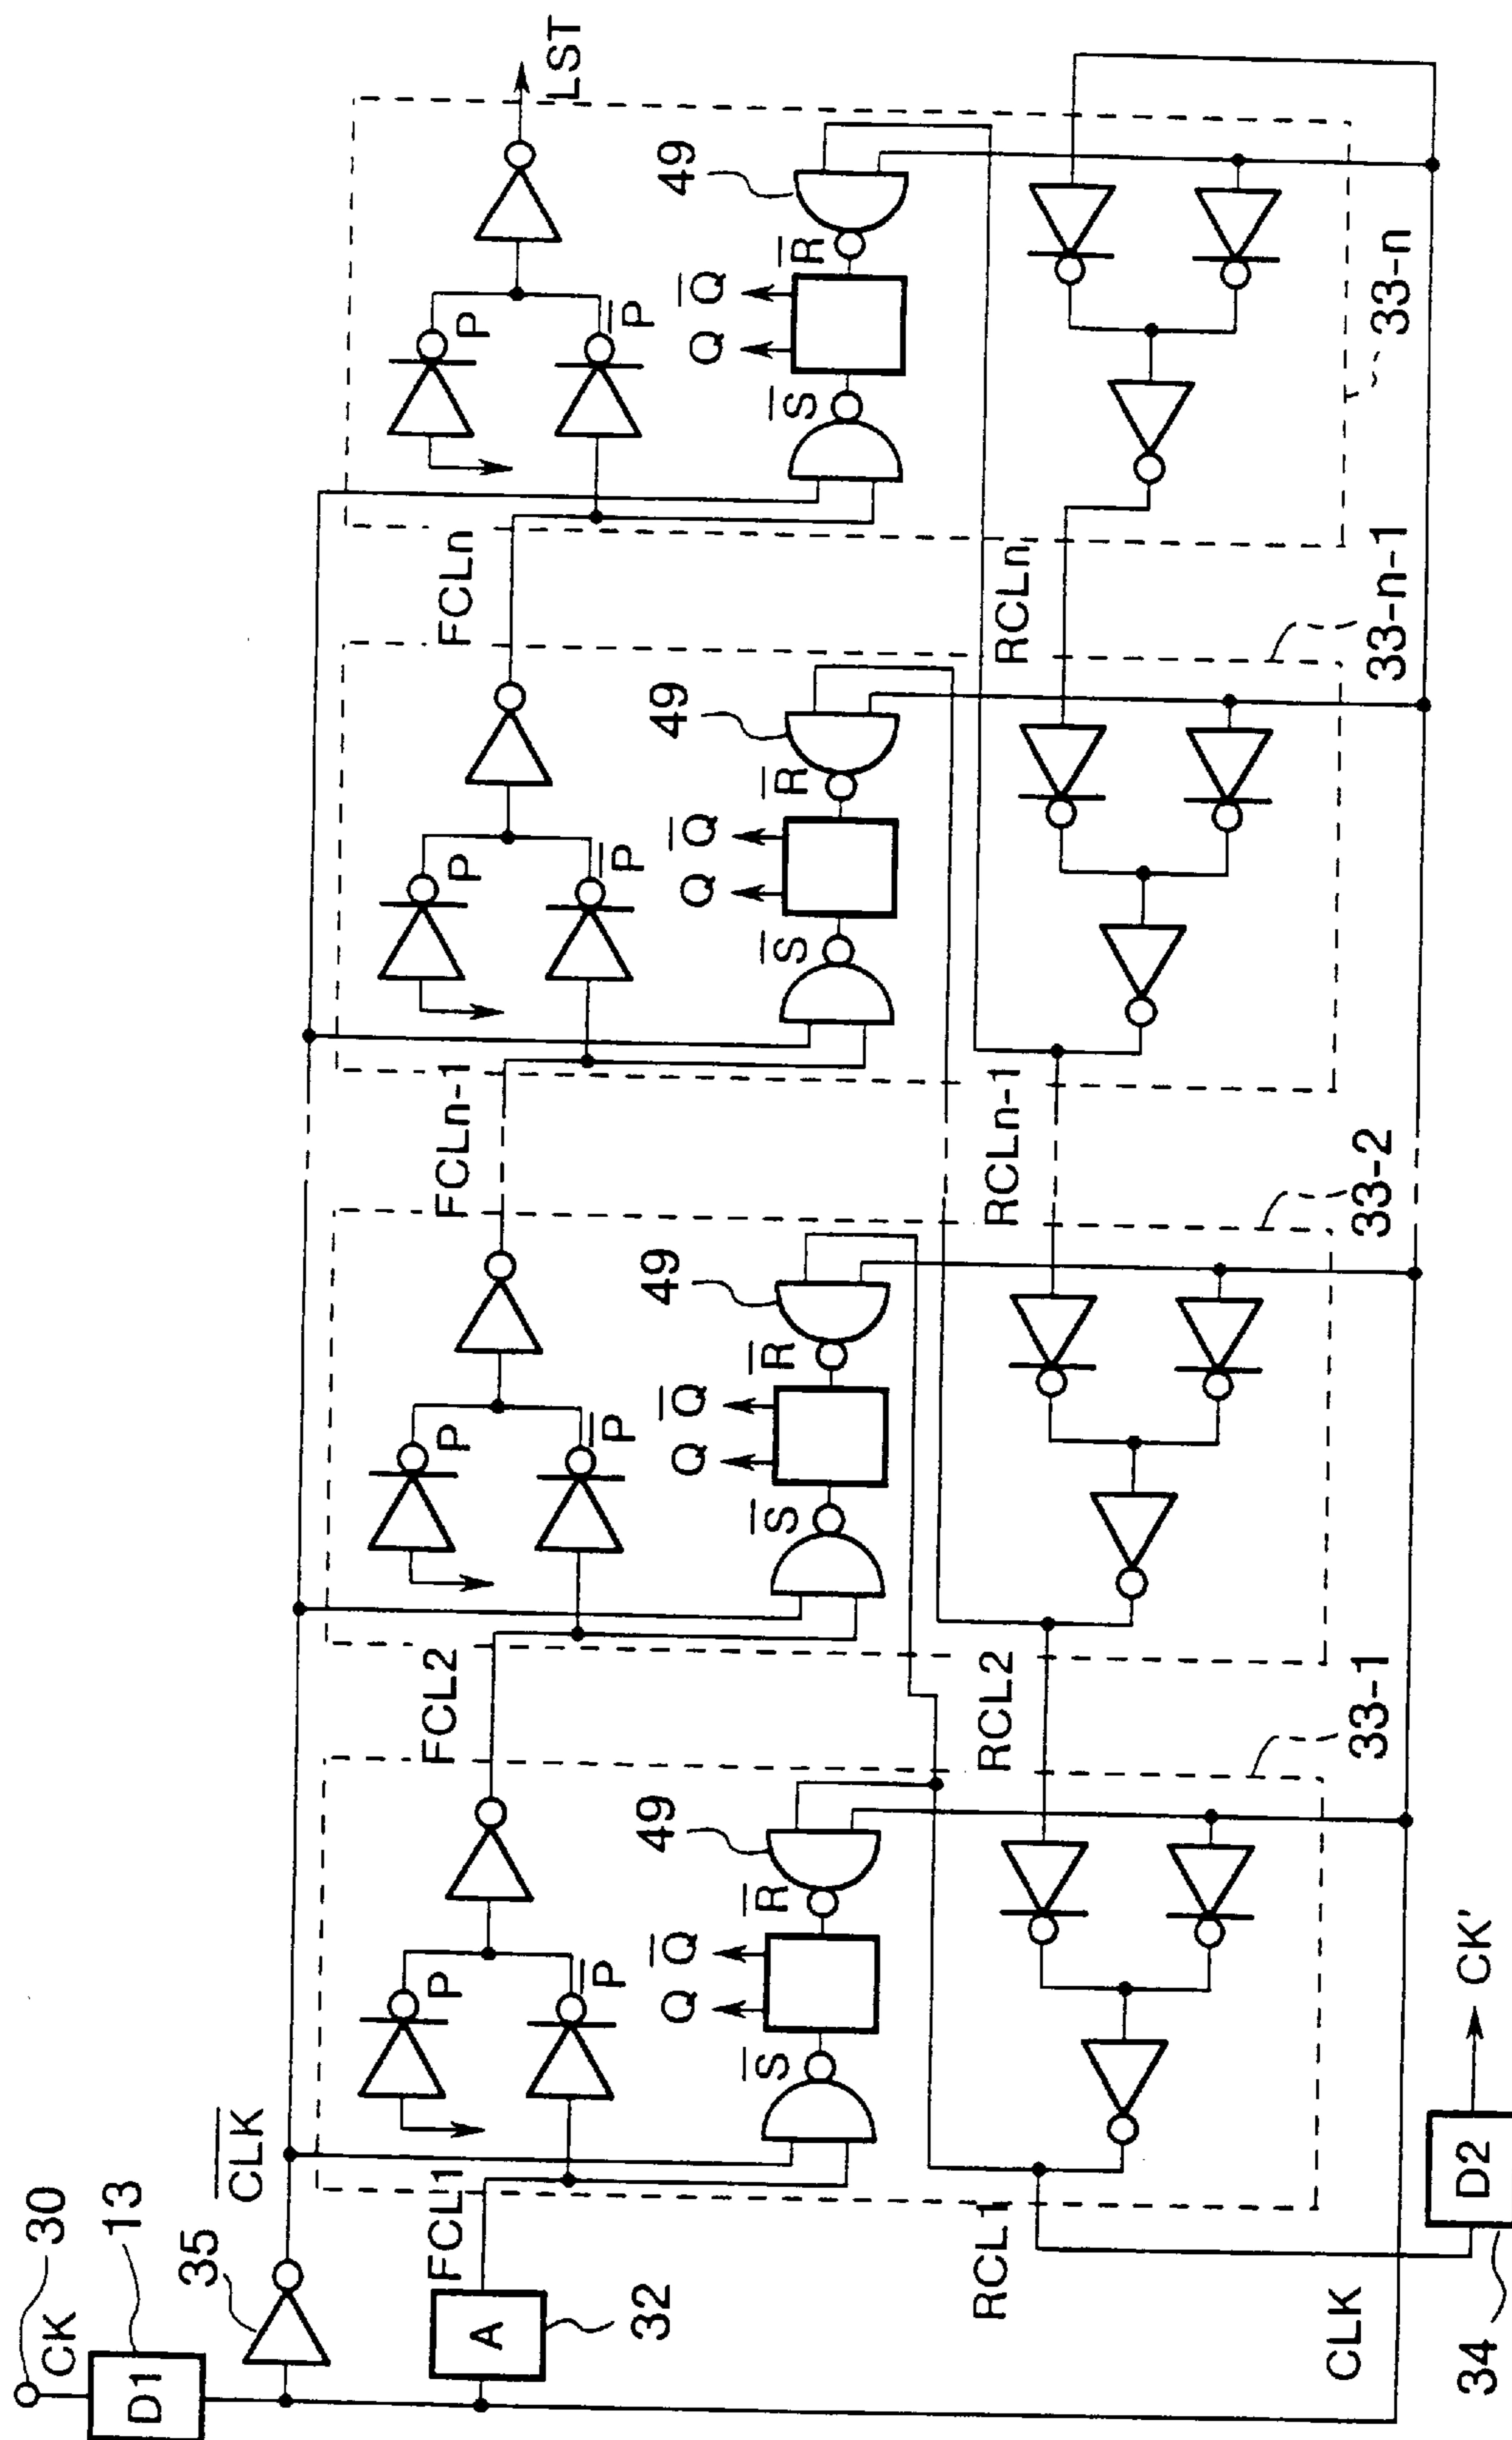 30
CK
D1
13
35
C̅L̅K̅
A
32
FCL1
RCL1
CLK
D2
34
CK'
P
P̅
S̅
Q
Q̅
R̅
49
33-1
FCL2
RCL2
P
P̅
S̅
Q
Q̅
R̅
49
33-2
FCLn-1
RCLn-1
P
P̅
S̅
Q
Q̅
R̅
49
33-n-1
FCLn
RCLn
P
P̅
S̅
Q
Q̅
R̅
49
33-n
LST